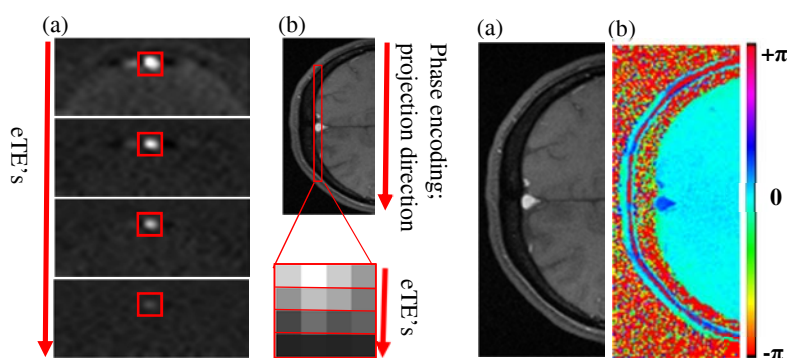 (a)
eTE's
(b)
Phase encoding;
projection direction
eTE's
(a)
(b)
+π
0
-π